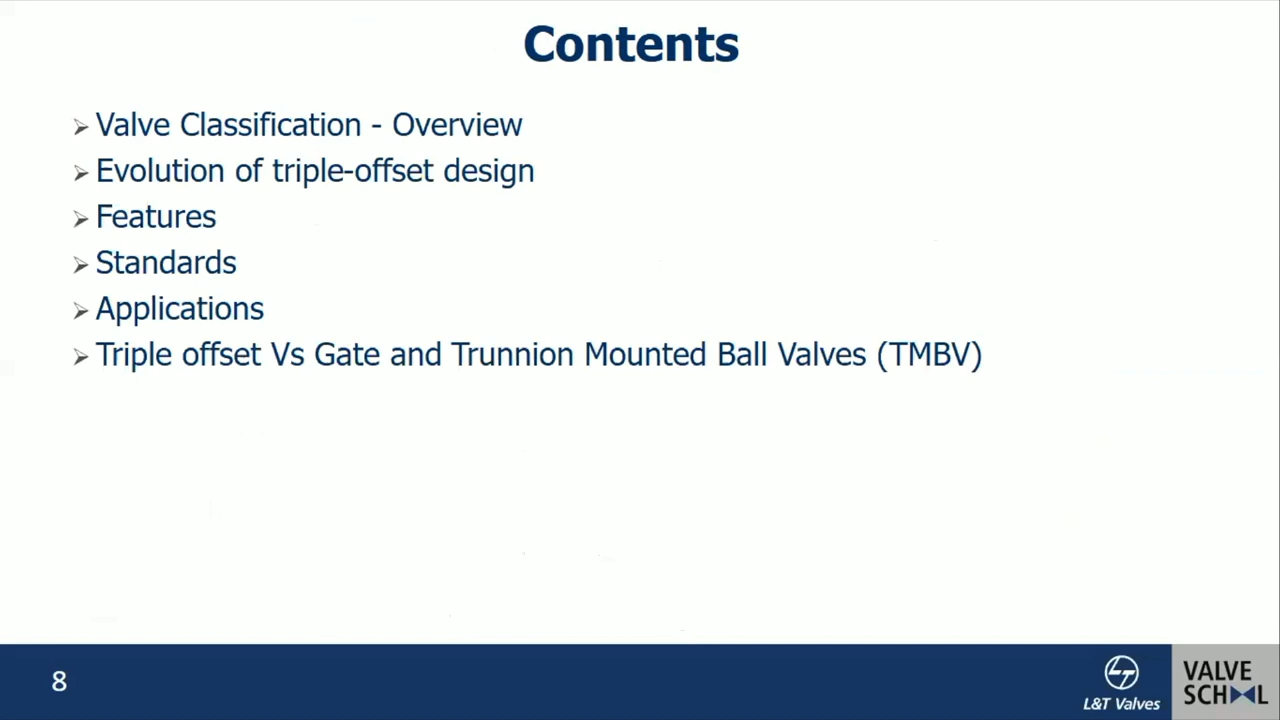 Contents
Valve Classification - Overview
Evolution of triple-offset design
Features
Standards
Applications
Triple offset Vs Gate and Trunnion Mounted Ball Valves (TMBV)
8
L&T Valves
VALVE
SCHOOL